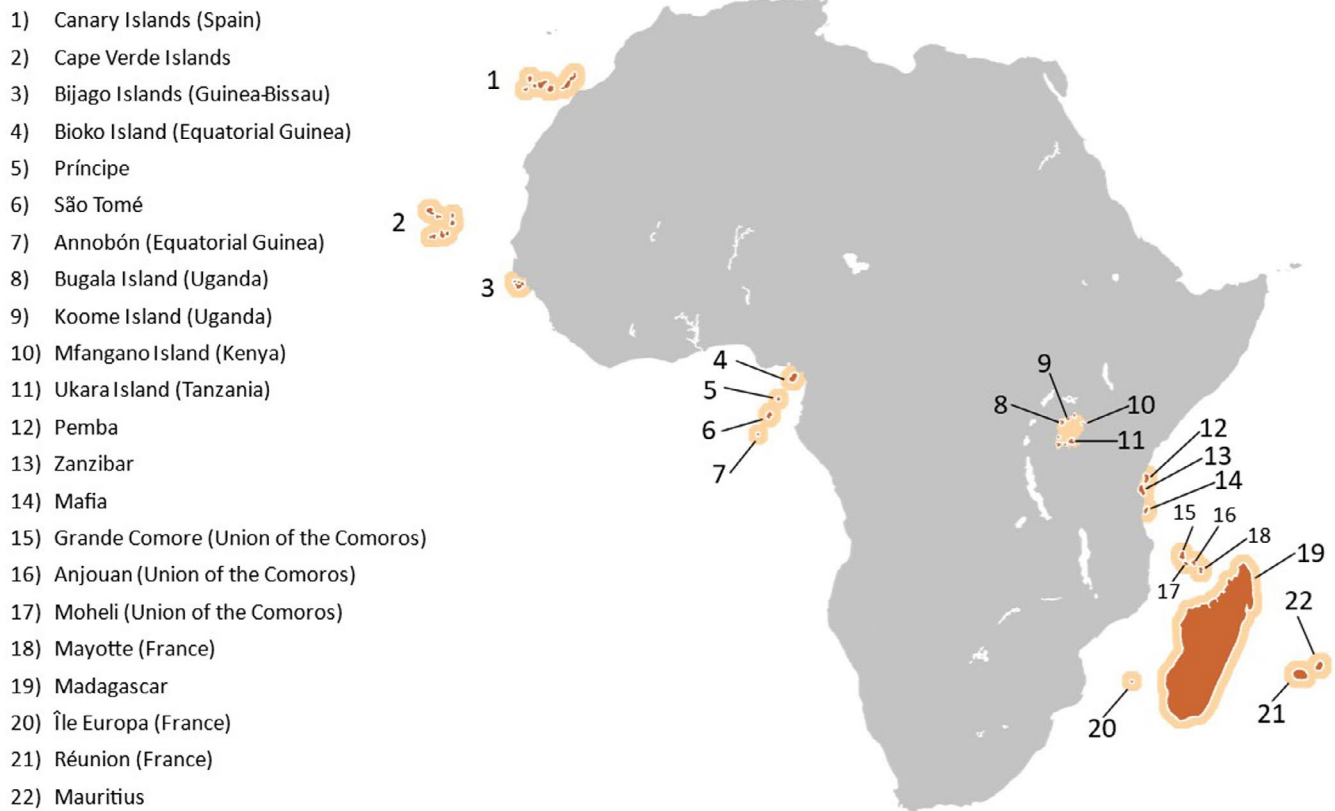 1) Canary Islands (Spain)
2) Cape Verde Islands
3) Bijago Islands (Guinea-Bissau)
4) Bioko Island (Equatorial Guinea)
5) Príncipe
6) São Tomé
7) Annobón (Equatorial Guinea)
8) Bugala Island (Uganda)
9) Koome Island (Uganda)
10) Mfangano Island (Kenya)
11) Ukara Island (Tanzania)
12) Pemba
13) Zanzibar
14) Mafia
15) Grande Comore (Union of the Comoros)
16) Anjouan (Union of the Comoros)
17) Moheli (Union of the Comoros)
18) Mayotte (France)
19) Madagascar
20) Île Europa (France)
21) Réunion (France)
22) Mauritius
1
2
3
4
5
6
7
8
9
10
11
12
13
14
15
16
17
18
19
20
21
22